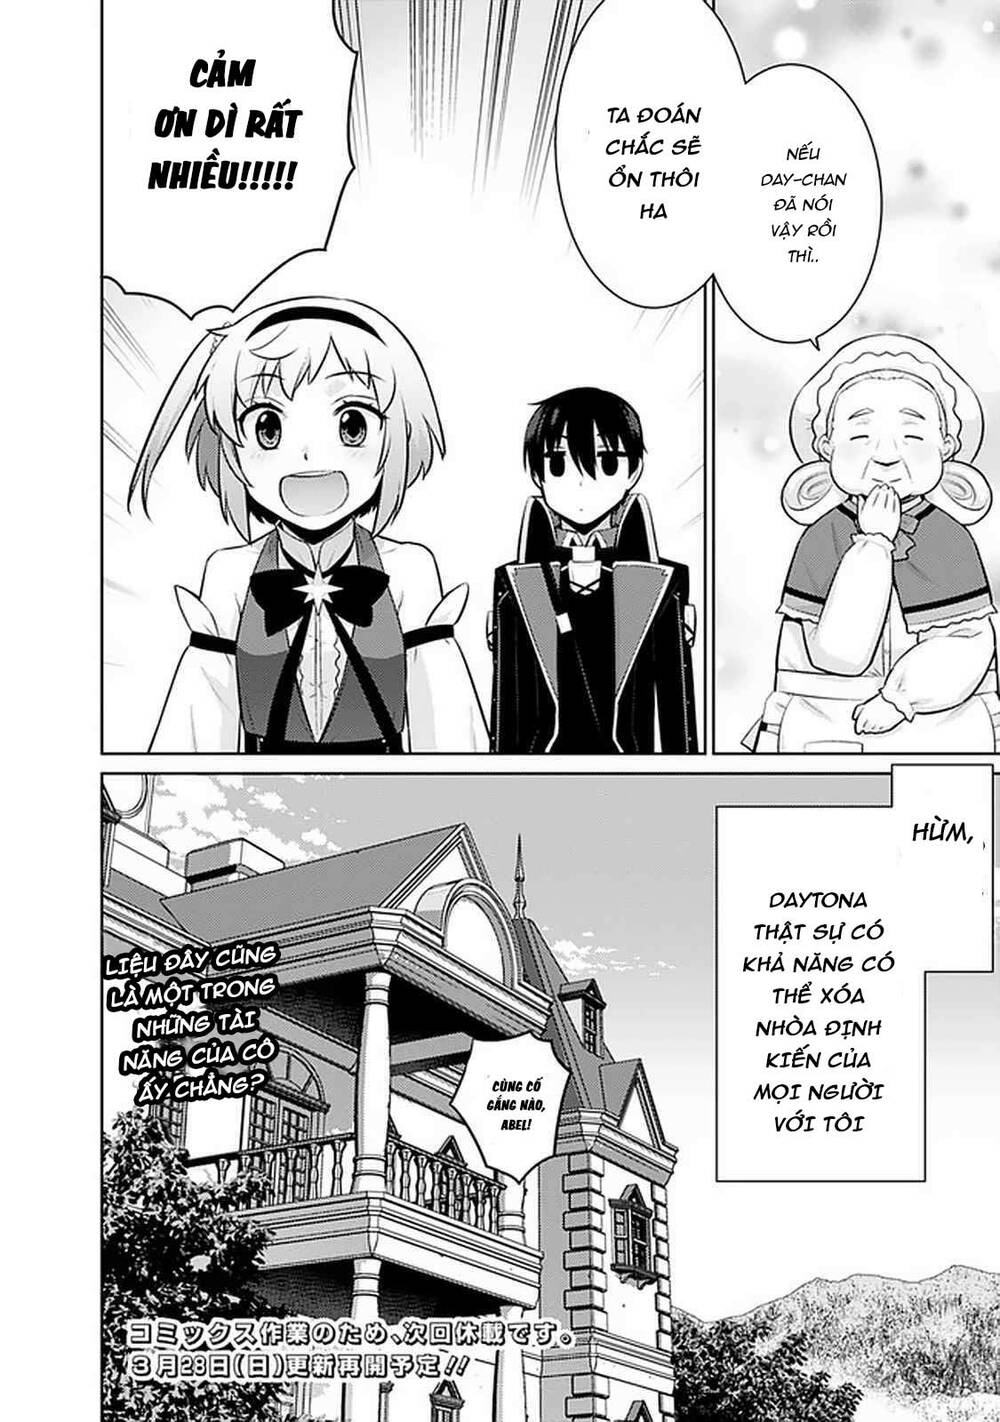 NẾU
DAY-CHAN
ĐÃ NÓI
VẬY RỒI
THÌ..
TA ĐOÁN
CHẮC SẼ
ỔN THÔI
HA
CẢM
ƠN DÌ RẤT
NHIỀU!!!!!
HỪM,
DAYTONA
THẬT SỰ CÓ
KHẢ NĂNG CÓ
THỂ XÓA
NHÒA ĐỊNH
KIẾN CỦA
MỌI NGƯỜI
VỚI TÔI
CÙNG CỐ
GẮNG NÀO,
ABEL!
LIỆU ĐÂY CŨNG
LÀ MỘT TRONG
NHỮNG TÀI
NĂNG CỦA CÔ
ẤY CHẲNG?
コミックス作業のため、次回休載です。
3月28日(日)更新再開予定!!